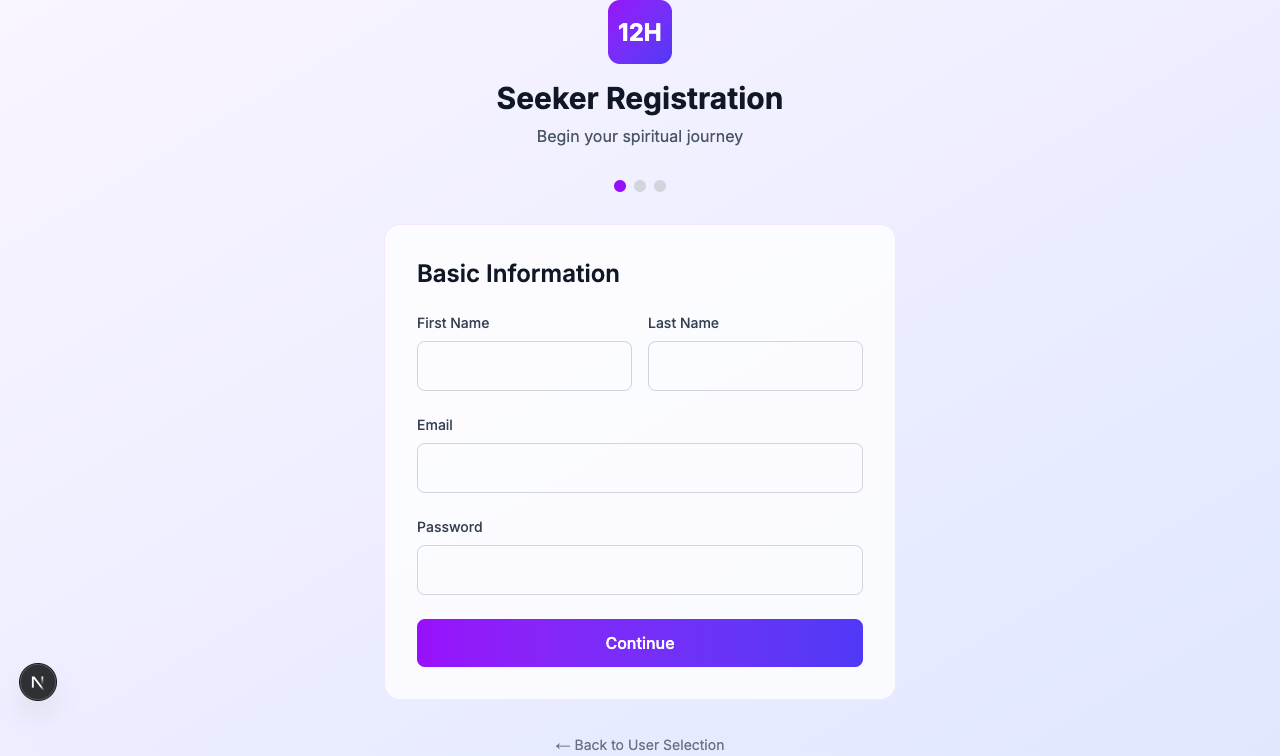 12H
Seeker Registration
Begin your spiritual journey
Basic Information
First Name
Last Name
Email
Password
Continue
N
← Back to User Selection